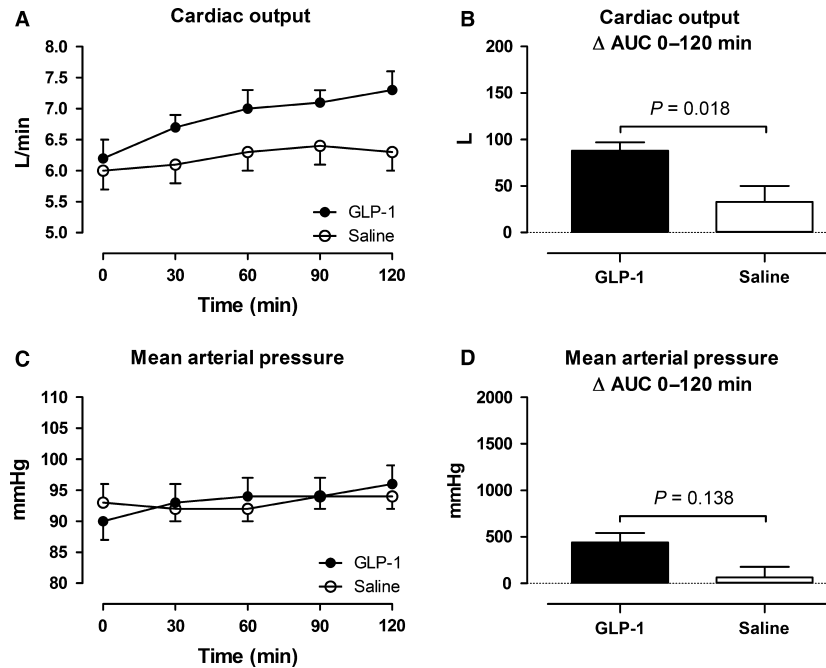 A
Cardiac output
8.0
7.5
7.0
6.5
6.0
5.5
5.0
L/min
GLP-1
Saline
0 30 60 90 120
Time (min)
B
Cardiac output
Δ AUC 0–120 min
200
150
100
50
0
L
P = 0.018
GLP-1 Saline
C
Mean arterial pressure
110
105
100
95
90
85
80
mmHg
GLP-1
Saline
0 30 60 90 120
Time (min)
D
Mean arterial pressure
Δ AUC 0–120 min
2000
1500
1000
500
0
mmHg
P = 0.138
GLP-1 Saline